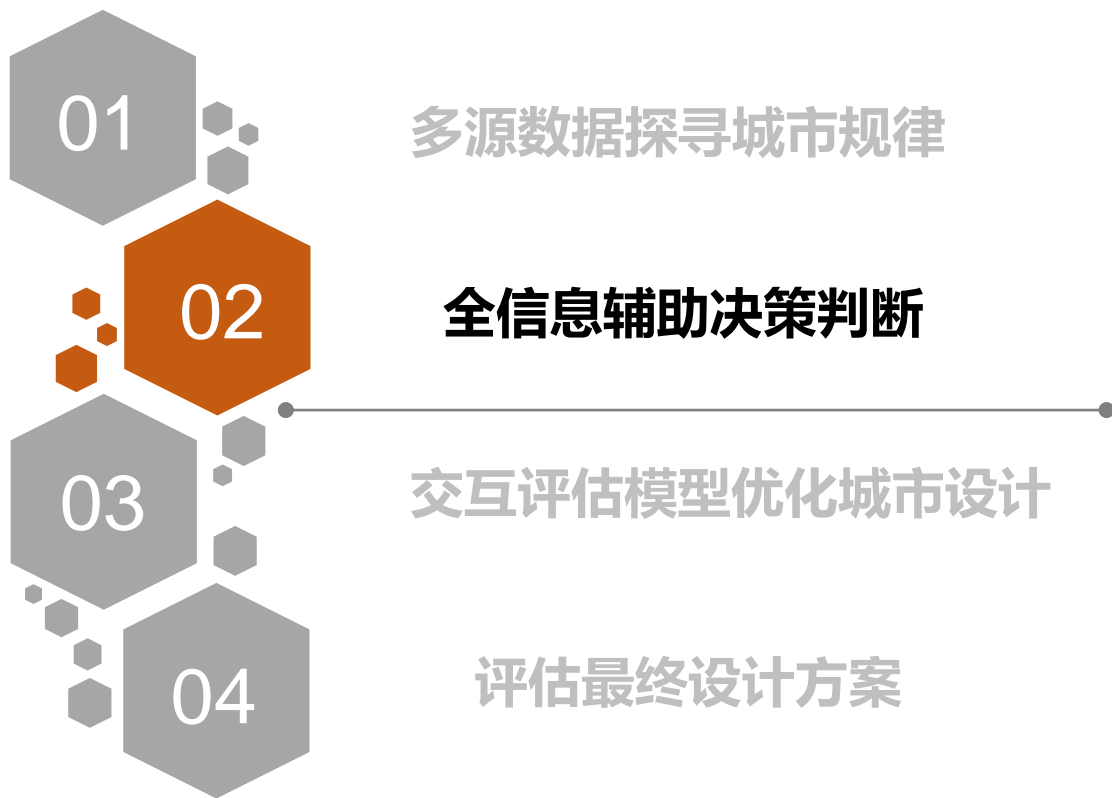 01
多源数据探寻城市规律
02
全信息辅助决策判断
03
交互评估模型优化城市设计
04
评估最终设计方案